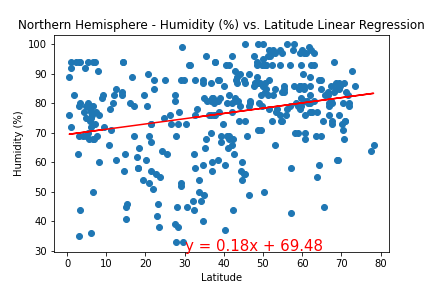 Northern Hemisphere - Humidity (%) vs. Latitude Linear Regression
100
90
80
70
60
50
40
30
Humidity (%)
y = 0.18x + 69.48
0 10 20 30 40 50 60 70 80
Latitude